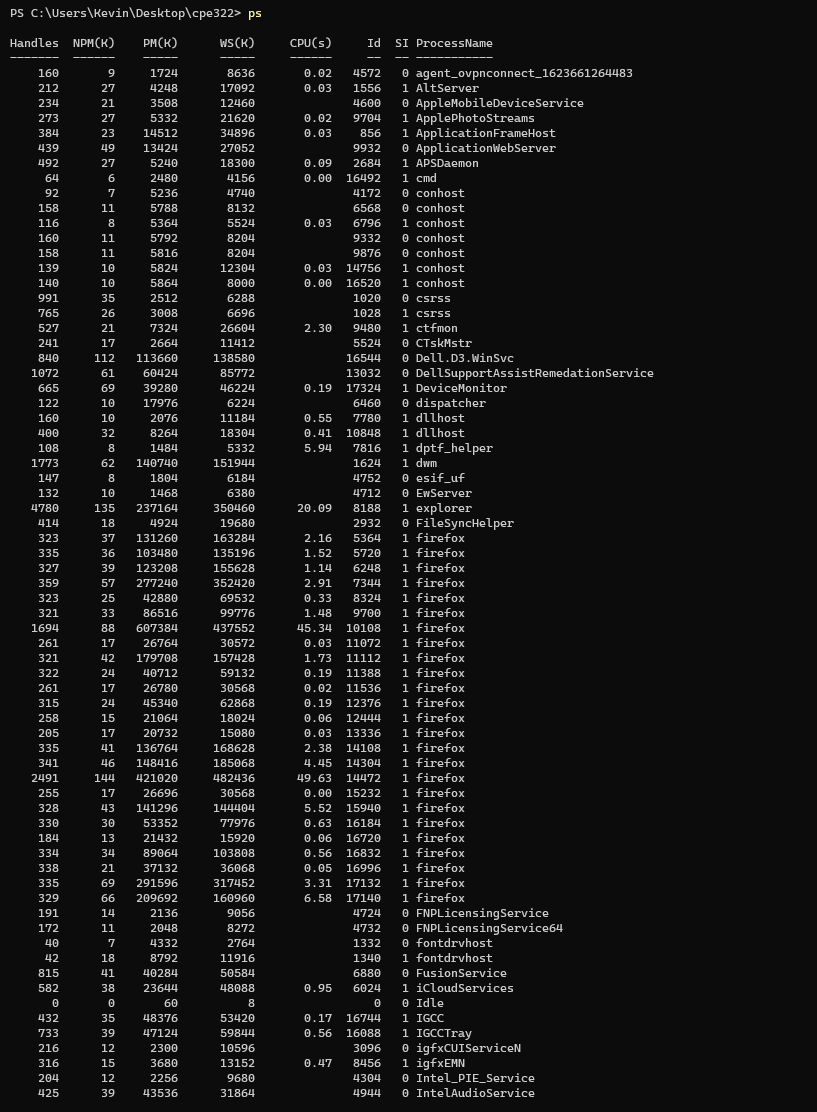 PS C:\Users\Kevin\Desktop\cpe322> ps
Handles  NPM(K)    PM(K)      WS(K)     CPU(s)     Id  SI ProcessName
-------  ------    -----      -----     ------     --  -- -----------
    160       9     1724       8636       0.02   4572   0 agent_ovpnconnect_1623661264483
    212      27     4248      17092       0.03   1556   1 AltServer
    234      21     3508      12460              4600   0 AppleMobileDeviceService
    273      27     5332      21620       0.02   9704   1 ApplePhotoStreams
    384      23    14512      34896       0.03    856   1 ApplicationFrameHost
    439      49    13424      27052              9932   0 ApplicationWebServer
    492      27     5240      18300       0.09   2684   1 APSDaemon
     64       6     2480       4156       0.00  16492   1 cmd
     92       7     5236       4740              4172   0 conhost
    158      11     5788       8132              6568   0 conhost
    116       8     5364       5524       0.03   6796   1 conhost
    160      11     5792       8204              9332   0 conhost
    158      11     5816       8204              9876   0 conhost
    139      10     5824      12304       0.03  14756   1 conhost
    140      10     5864       8000       0.00  16520   1 conhost
    991      35     2512       6288              1020   0 csrss
    765      26     3008       6696              1028   1 csrss
    527      21     7324      26604       2.30   9480   1 ctfmon
    241      17     2664      11412              5524   0 CTskMstr
    840     112   113660     138580             16544   0 Dell.D3.WinSvc
   1072      61    60424      85772             13032   0 DellSupportAssistRemedationService
    665      69    39280      46224       0.19  17324   1 DeviceMonitor
    122      10    17976       6224              6460   0 dispatcher
    160      10     2076      11184       0.55   7780   1 dllhost
    400      32     8264      18304       0.41  10848   1 dllhost
    108       8     1484       5332       5.94   7816   1 dptf_helper
   1773      62   140740     151944              1624   1 dwm
    147       8     1804       6184              4752   0 esif_uf
    132      10     1468       6380              4712   0 EwServer
   4780     135   237164     350460      20.09   8188   1 explorer
    414      18     4924      19680              2932   0 FileSyncHelper
    323      37   131260     163284       2.16   5364   1 firefox
    335      36   103480     135196       1.52   5720   1 firefox
    327      39   123208     155628       1.14   6248   1 firefox
    359      57   277240     352420       2.91   7344   1 firefox
    323      25    42880      69532       0.33   8324   1 firefox
    321      33    86516      99776       1.48   9700   1 firefox
   1694      88   607384     437552      45.34  10108   1 firefox
    261      17    26764      30572       0.03  11072   1 firefox
    321      42   179708     157428       1.73  11112   1 firefox
    322      24    40712      59132       0.19  11388   1 firefox
    261      17    26780      30568       0.02  11536   1 firefox
    315      24    45340      62868       0.19  12376   1 firefox
    258      15    21064      18024       0.06  12444   1 firefox
    205      17    20732      15080       0.03  13336   1 firefox
    335      41   136764     168628       2.38  14108   1 firefox
    341      46   148416     185068       4.45  14304   1 firefox
   2491     144   421020     482436      49.63  14472   1 firefox
    255      17    26696      30568       0.00  15232   1 firefox
    328      43   141296     144404       5.52  15940   1 firefox
    330      30    53352      77976       0.63  16184   1 firefox
    184      13    21432      15920       0.06  16720   1 firefox
    334      34    89064     103808       0.56  16832   1 firefox
    338      21    37132      36068       0.05  16996   1 firefox
    335      69   291596     317452       3.31  17132   1 firefox
    329      66   209692     160960       6.58  17140   1 firefox
    191      14     2136       9056              4724   0 FNPLicensingService
    172      11     2048       8272              4732   0 FNPLicensingService64
     40       7     4332       2764              1332   0 fontdrvhost
     42      18     8792      11916              1340   1 fontdrvhost
    815      41    40284      50584              6880   0 FusionService
    582      38    23644      48088       0.95   6024   1 iCloudServices
      0       0       60          8                 0   0 Idle
    432      35    48376      53420       0.17  16744   1 IGCC
    733      39    47124      59844       0.56  16088   1 IGCCTray
    216      12     2300      10596              3096   0 igfxCUIServiceN
    316      15     3680      13152       0.47   8456   1 igfxEMN
    204      12     2256       9680              4304   0 Intel_PIE_Service
    425      39    43536      31864              4944   0 IntelAudioService